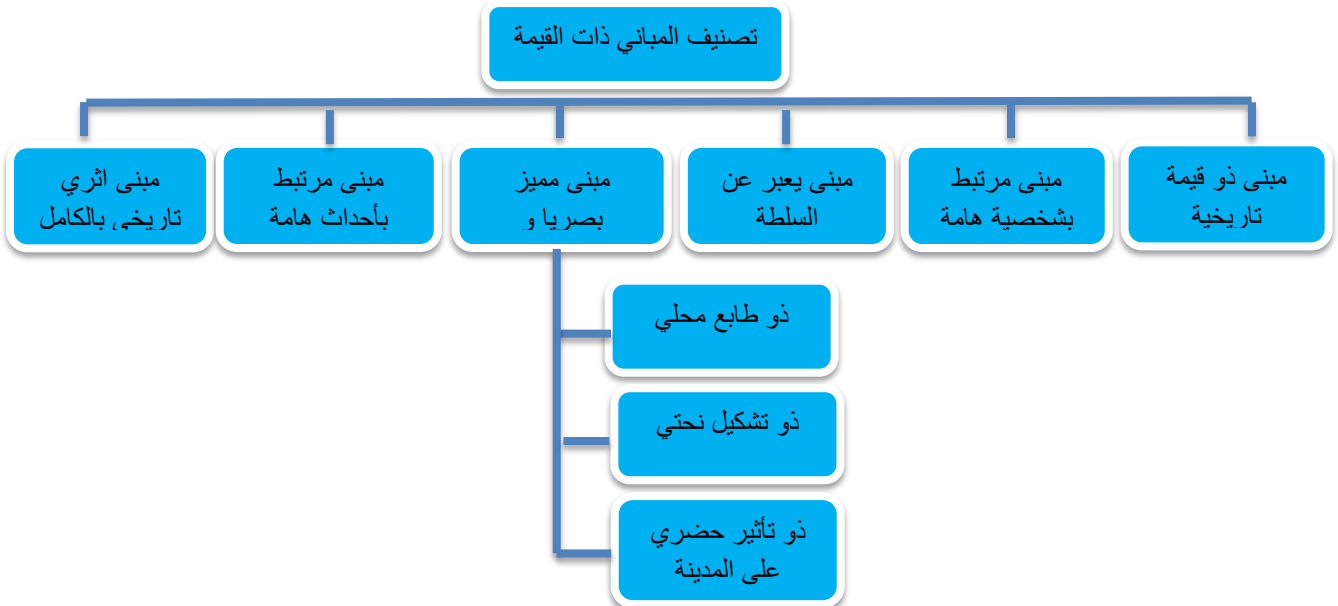 تصنيف المباني ذات القيمة
مبنى ذو قيمة
تاريخية
مبنى مرتبط
بشخصية هامة
مبنى يعبر عن
السلطة
مبنى مميز
بصريا و
مبنى مرتبط
بأحداث هامة
مبنى اثري
تاريخي بالكامل
ذو طابع محلي
ذو تشكيل نحتي
ذو تأثير حضري
على المدينة